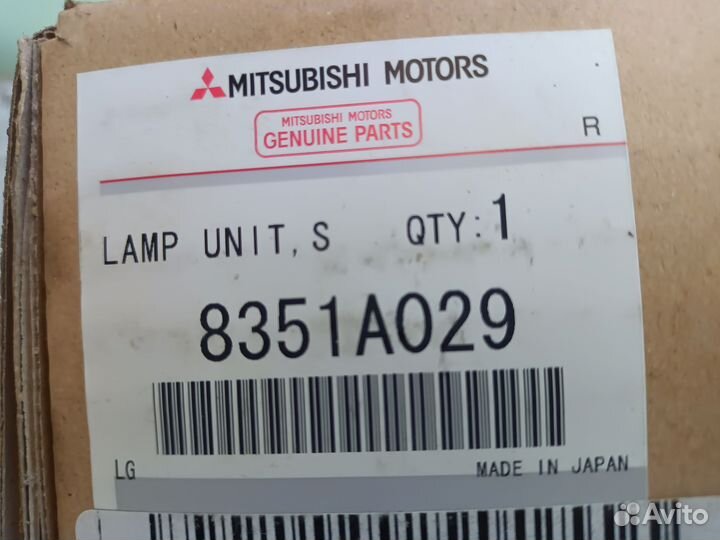 MITSUBISHI MOTORS
MITSUBISHI MOTORS
GENUINE PARTS
R
LAMP UNIT, S QTY:1
8351A029
LG MADE IN JAPAN
Avito